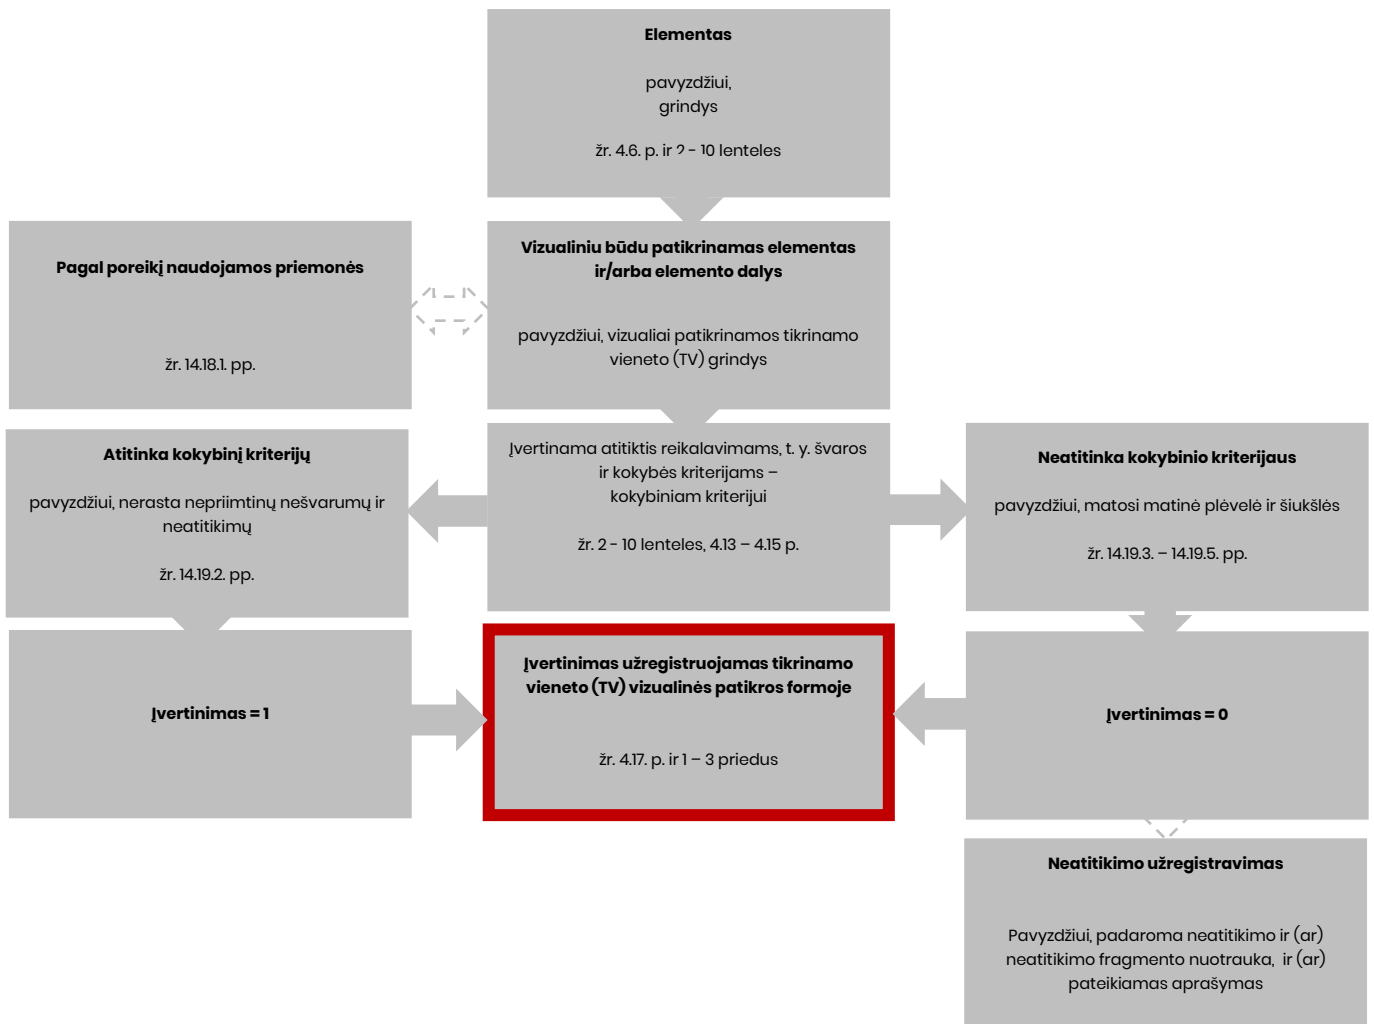 Elementas
pavyzdžiui,
grindys
žr. 4.6. p. ir 2 - 10 lenteles
Pagal poreikį naudojamos priemonės
žr. 14.18.1. pp.
Vizualiniu būdu patikrinamas elementas
ir/arba elemento dalys
pavyzdžiui, vizualiai patikrinamos tikrinamo
vieneto (TV) grindys
Atitinka kokybinį kriterijų
pavyzdžiui, nerasta nepriimtinų nešvarumų ir
neatitikimų
žr. 14.19.2. pp.
Įvertinama atitiktis reikalavimams, t. y. švaros
ir kokybės kriterijams –
kokybiniam kriterijui
žr. 2 - 10 lenteles, 4.13 – 4.15 p.
Neatitinka kokybinio kriterijaus
pavyzdžiui, matosi matinė plėvelė ir šiukšlės
žr. 14.19.3. – 14.19.5. pp.
Įvertinimas = 1
Įvertinimas užregistruojamas tikrinamo
vieneto (TV) vizualinės patikros formoje
žr. 4.17. p. ir 1 – 3 priedus
Įvertinimas = 0
Neatitikimo užregistravimas
Pavyzdžiui, padaroma neatitikimo ir (ar)
neatitikimo fragmento nuotrauka, ir (ar)
pateikiamas aprašymas